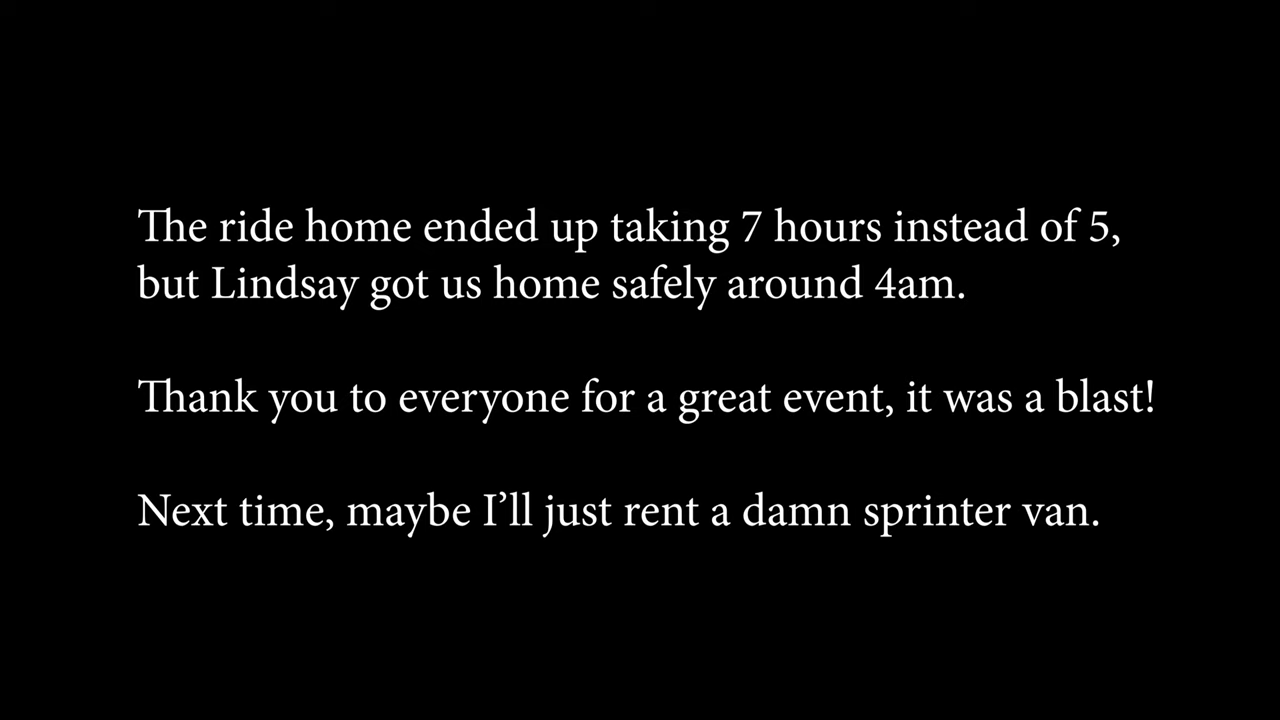 The ride home ended up taking 7 hours instead of 5,
but Lindsay got us home safely around 4am.
Thank you to everyone for a great event, it was a blast!
Next time, maybe I’ll just rent a damn sprinter van.